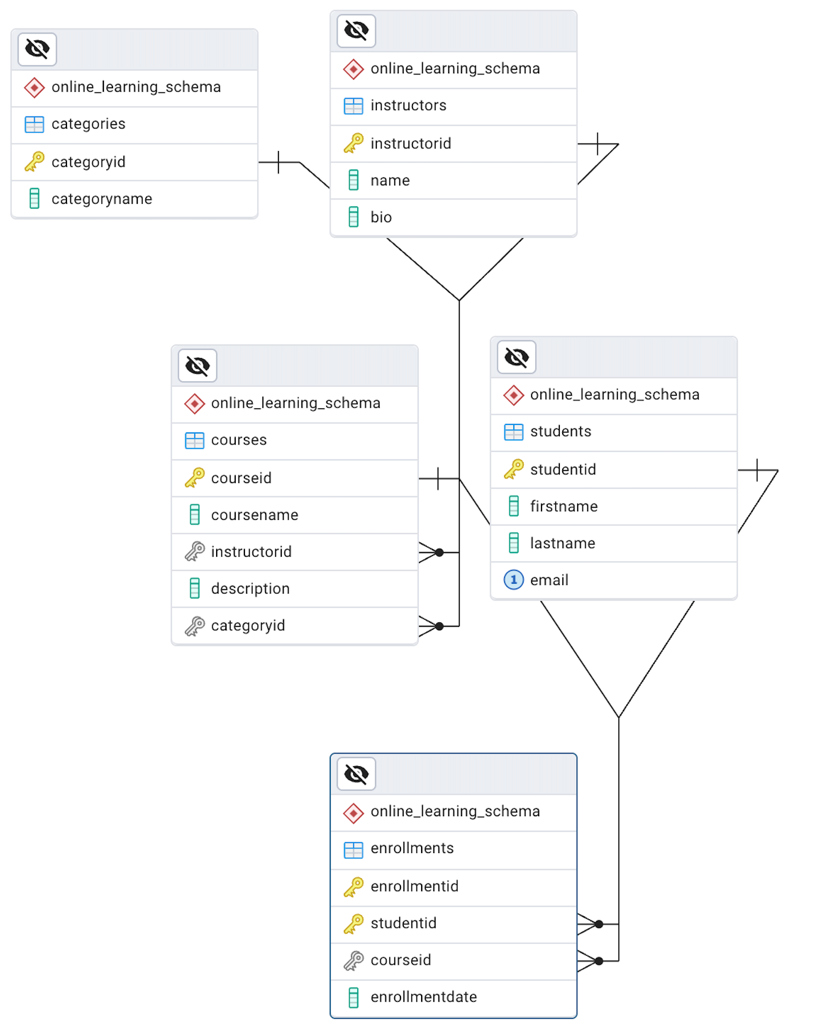 online_learning_schema
categories
categoryid
categoryname
online_learning_schema
instructors
instructorid
name
bio
online_learning_schema
courses
courseid
coursename
instructorid
description
categoryid
online_learning_schema
students
studentid
firstname
lastname
1 email
online_learning_schema
enrollments
enrollmentid
studentid
courseid
enrollmentdate